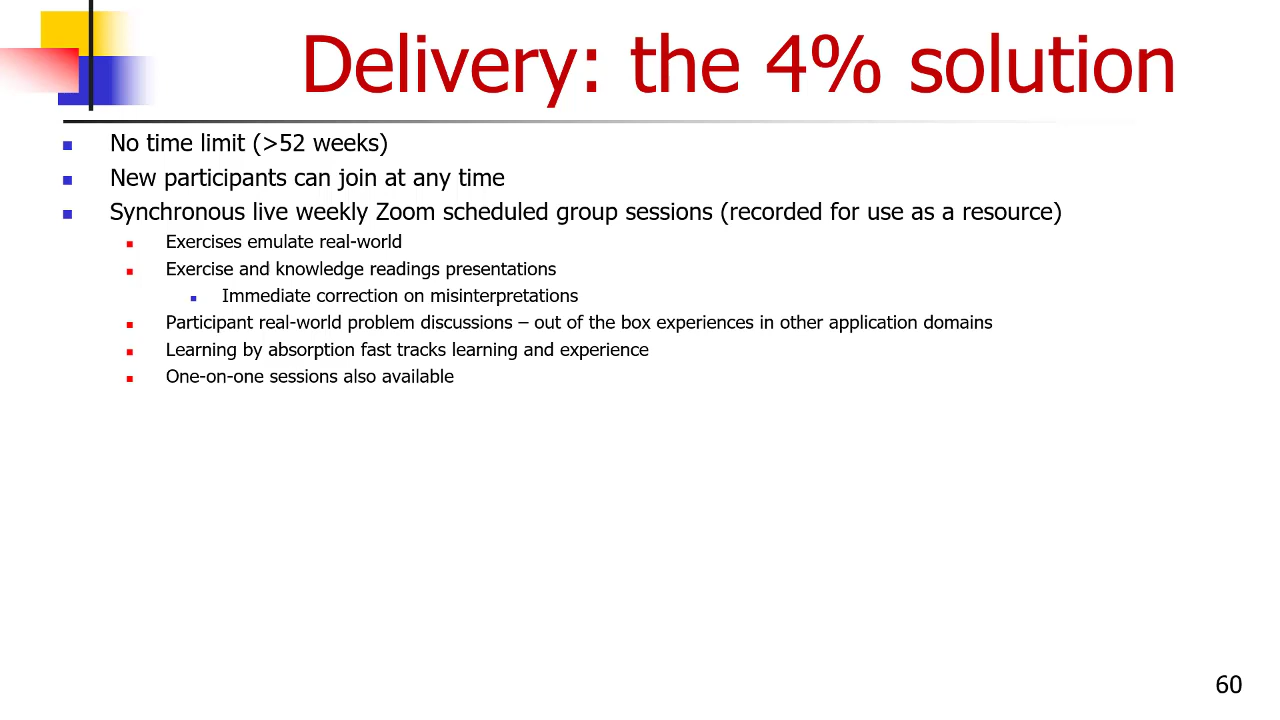 Delivery: the 4% solution
No time limit (>52 weeks)
New participants can join at any time
Synchronous live weekly Zoom scheduled group sessions (recorded for use as a resource)
Exercises emulate real-world
Exercise and knowledge readings presentations
Immediate correction on misinterpretations
Participant real-world problem discussions – out of the box experiences in other application domains
Learning by absorption fast tracks learning and experience
One-on-one sessions also available
60